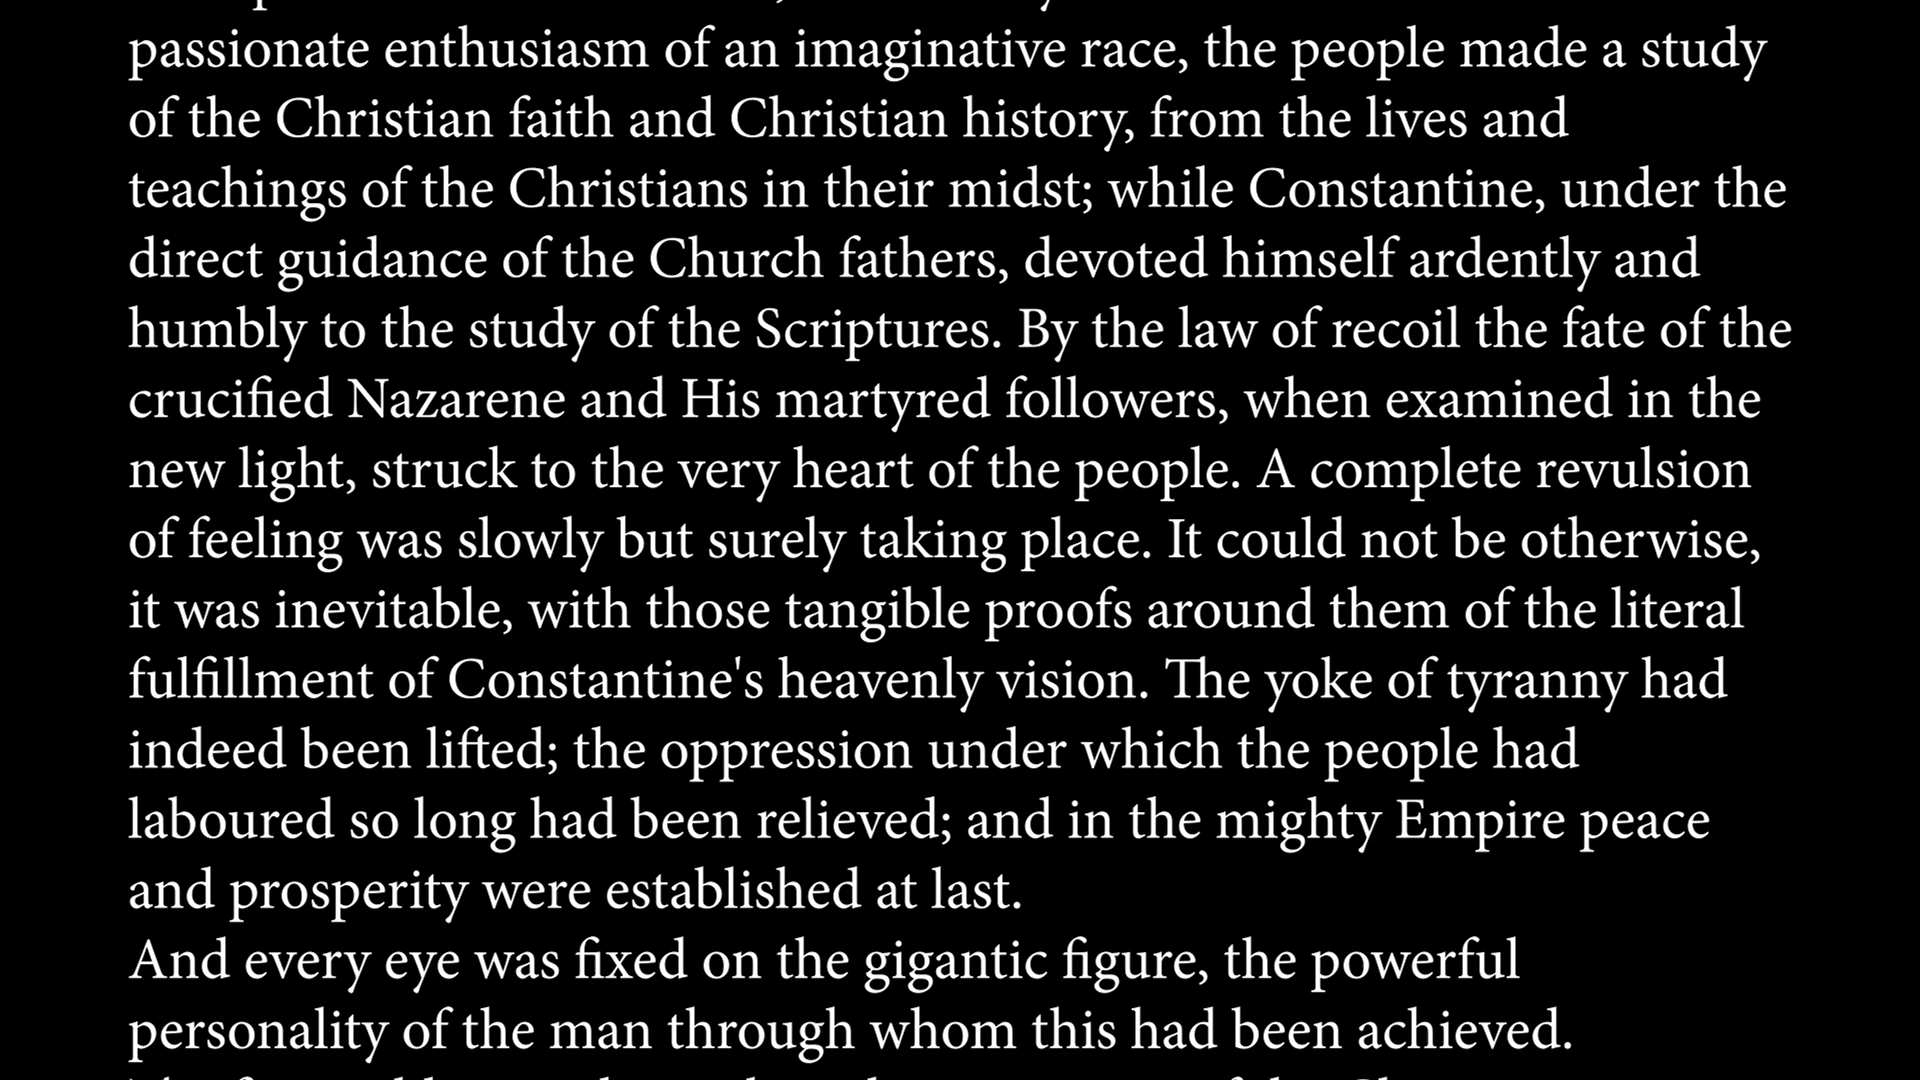 passionate enthusiasm of an imaginative race, the people made a study
of the Christian faith and Christian history, from the lives and
teachings of the Christians in their midst; while Constantine, under the
direct guidance of the Church fathers, devoted himself ardently and
humbly to the study of the Scriptures. By the law of recoil the fate of the
crucified Nazarene and His martyred followers, when examined in the
new light, struck to the very heart of the people. A complete revulsion
of feeling was slowly but surely taking place. It could not be otherwise,
it was inevitable, with those tangible proofs around them of the literal
fulfillment of Constantine's heavenly vision. The yoke of tyranny had
indeed been lifted; the oppression under which the people had
laboured so long had been relieved; and in the mighty Empire peace
and prosperity were established at last.
And every eye was fixed on the gigantic figure, the powerful
personality of the man through whom this had been achieved.